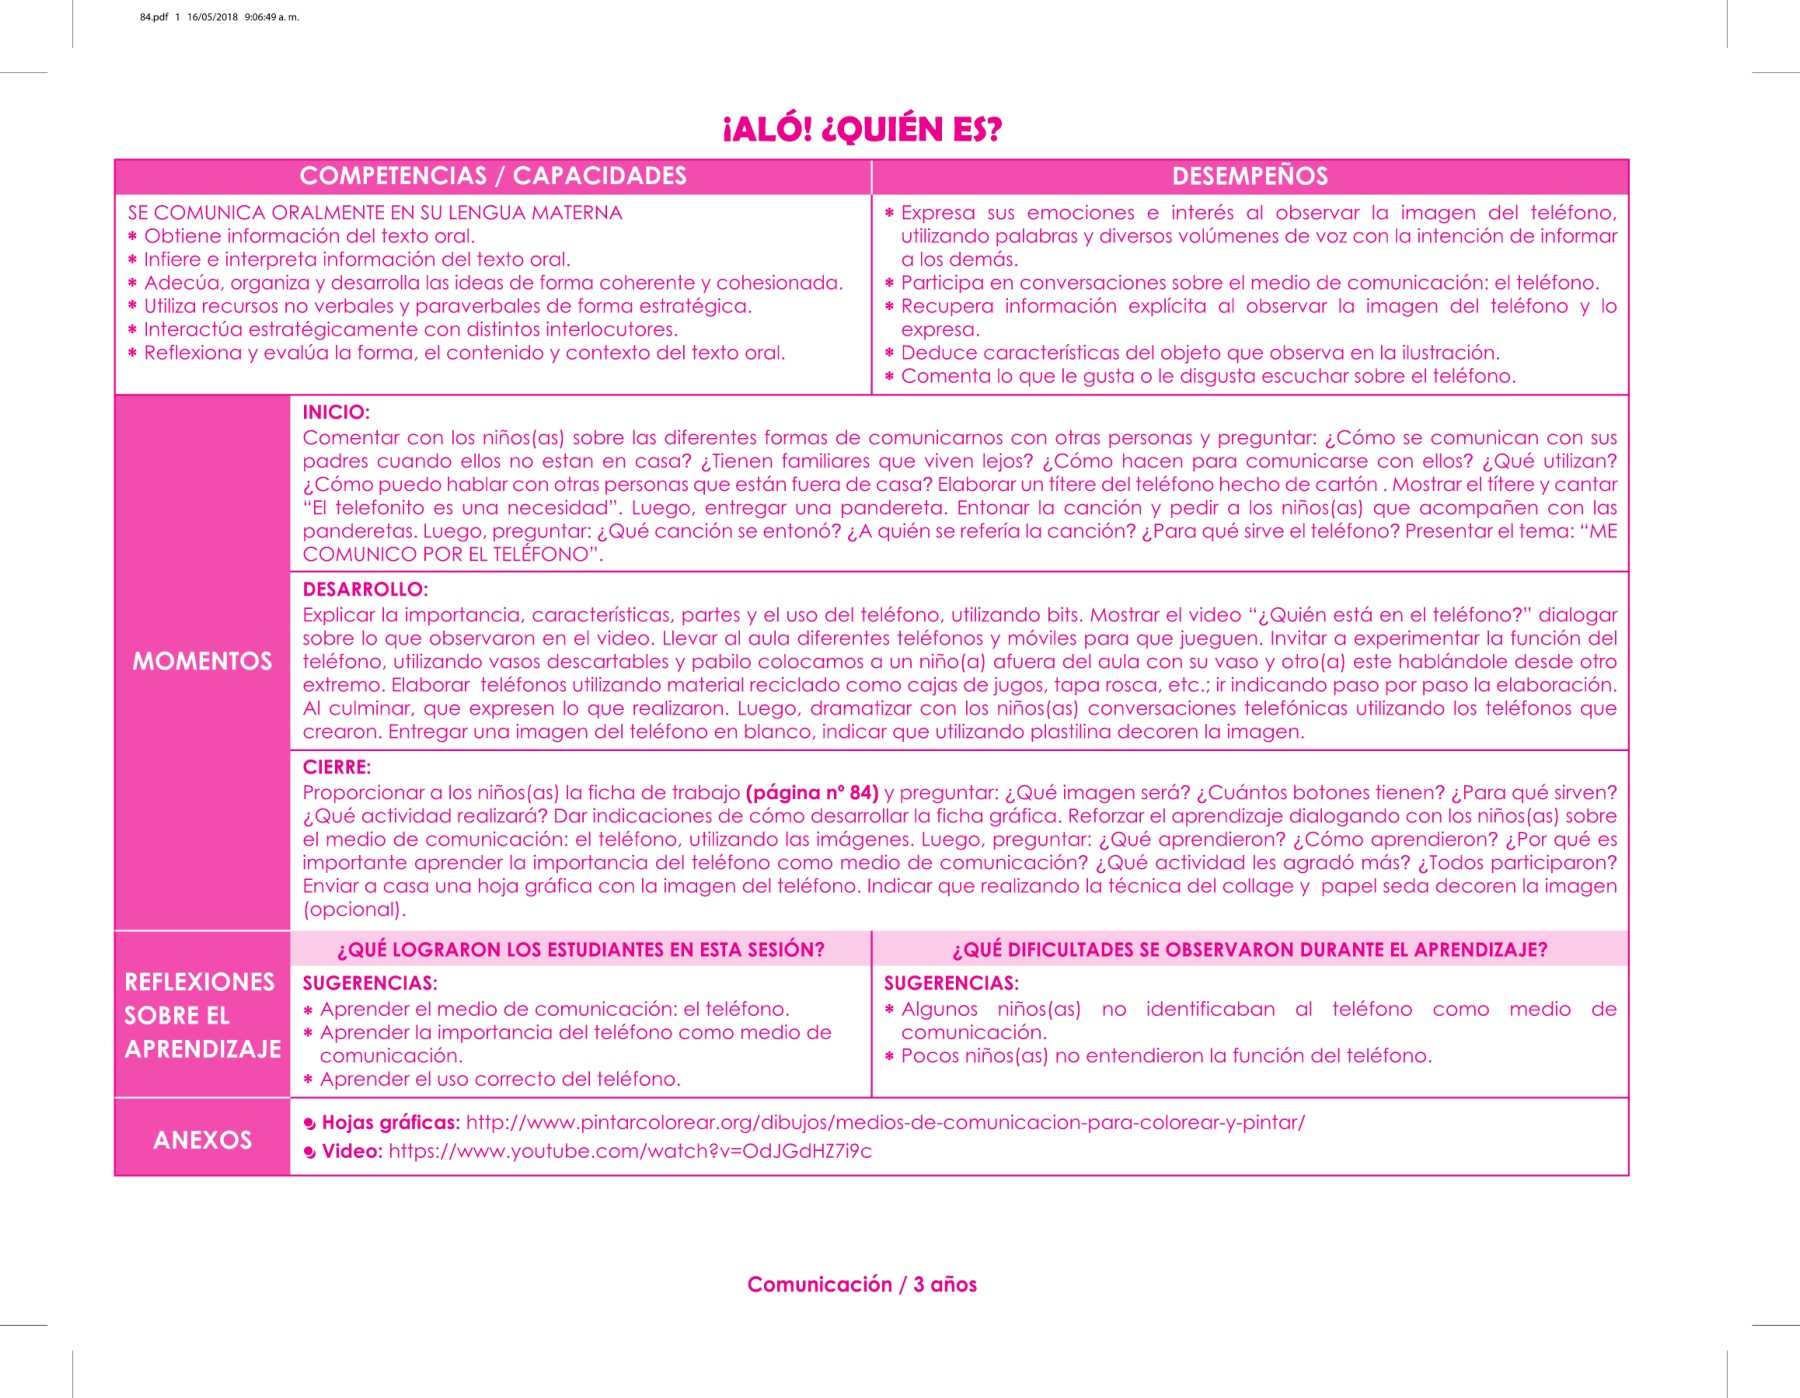 84.pdf 1 16/05/2018 9:06:49 a. m.
¡ALÓ! ¿QUIÉN ES?
COMPETENCIAS / CAPACIDADES
SE COMUNICA ORALMENTE EN SU LENGUA MATERNA
* Obtiene información del texto oral.
* Infiere e interpreta información del texto oral.
* Adecúa, organiza y desarrolla las ideas de forma coherente y cohesionada.
* Utiliza recursos no verbales y paraverbales de forma estratégica.
* Interactúa estratégicamente con distintos interlocutores.
* Reflexiona y evalúa la forma, el contenido y contexto del texto oral.
DESEMPEÑOS
* Expresa sus emociones e interés al observar la imagen del teléfono,
utilizando palabras y diversos volúmenes de voz con la intención de informar
a los demás.
* Participa en conversaciones sobre el medio de comunicación: el teléfono.
* Recupera información explícita al observar la imagen del teléfono y lo
expresa.
* Deduce características del objeto que observa en la ilustración.
* Comenta lo que le gusta o le disgusta escuchar sobre el teléfono.
MOMENTOS
INICIO:
Comentar con los niños(as) sobre las diferentes formas de comunicarnos con otras personas y preguntar: ¿Cómo se comunican con sus
padres cuando ellos no estan en casa? ¿Tienen familiares que viven lejos? ¿Cómo hacen para comunicarse con ellos? ¿Qué utilizan?
¿Cómo puedo hablar con otras personas que están fuera de casa? Elaborar un títere del teléfono hecho de cartón . Mostrar el títere y cantar
“El telefonito es una necesidad”. Luego, entregar una pandereta. Entonar la canción y pedir a los niños(as) que acompañen con las
panderetas. Luego, preguntar: ¿Qué canción se entonó? ¿A quién se refería la canción? ¿Para qué sirve el teléfono? Presentar el tema: “ME
COMUNICO POR EL TELÉFONO”.
DESARROLLO:
Explicar la importancia, características, partes y el uso del teléfono, utilizando bits. Mostrar el video “¿Quién está en el teléfono?” dialogar
sobre lo que observaron en el video. Llevar al aula diferentes teléfonos y móviles para que jueguen. Invitar a experimentar la función del
teléfono, utilizando vasos descartables y pabilo colocamos a un niño(a) afuera del aula con su vaso y otro(a) este hablándole desde otro
extremo. Elaborar  teléfonos utilizando material reciclado como cajas de jugos, tapa rosca, etc.; ir indicando paso por paso la elaboración.
Al culminar, que expresen lo que realizaron. Luego, dramatizar con los niños(as) conversaciones telefónicas utilizando los teléfonos que
crearon. Entregar una imagen del teléfono en blanco, indicar que utilizando plastilina decoren la imagen.
CIERRE:
Proporcionar a los niños(as) la ficha de trabajo (página nº 84) y preguntar: ¿Qué imagen será? ¿Cuántos botones tienen? ¿Para qué sirven?
¿Qué actividad realizará? Dar indicaciones de cómo desarrollar la ficha gráfica. Reforzar el aprendizaje dialogando con los niños(as) sobre
el medio de comunicación: el teléfono, utilizando las imágenes. Luego, preguntar: ¿Qué aprendieron? ¿Cómo aprendieron? ¿Por qué es
importante aprender la importancia del teléfono como medio de comunicación? ¿Qué actividad les agradó más? ¿Todos participaron?
Enviar a casa una hoja gráfica con la imagen del teléfono. Indicar que realizando la técnica del collage y  papel seda decoren la imagen
(opcional).
REFLEXIONES
SOBRE EL
APRENDIZAJE
¿QUÉ LOGRARON LOS ESTUDIANTES EN ESTA SESIÓN?
SUGERENCIAS:
* Aprender el medio de comunicación: el teléfono.
* Aprender la importancia del teléfono como medio de
comunicación.
* Aprender el uso correcto del teléfono.
¿QUÉ DIFICULTADES SE OBSERVARON DURANTE EL APRENDIZAJE?
SUGERENCIAS:
* Algunos niños(as) no identificaban al teléfono como medio de
comunicación.
* Pocos niños(as) no entendieron la función del teléfono.
ANEXOS
Hojas gráficas: http://www.pintarcolorear.org/dibujos/medios-de-comunicacion-para-colorear-y-pintar/
Video: https://www.youtube.com/watch?v=OdJGdHZ7i9c
Comunicación / 3 años